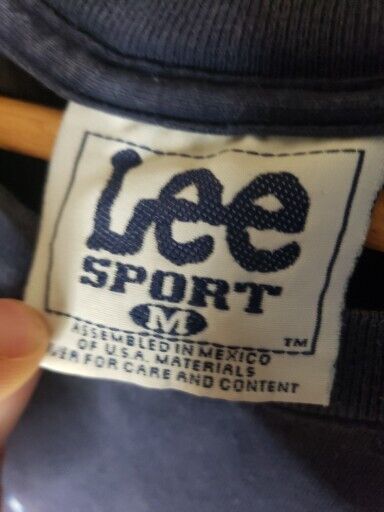 Lee
SPORT
M
TM
ASSEMBLED IN MEXICO
OF U.S.A. MATERIALS
FOR CARE AND CONTENT